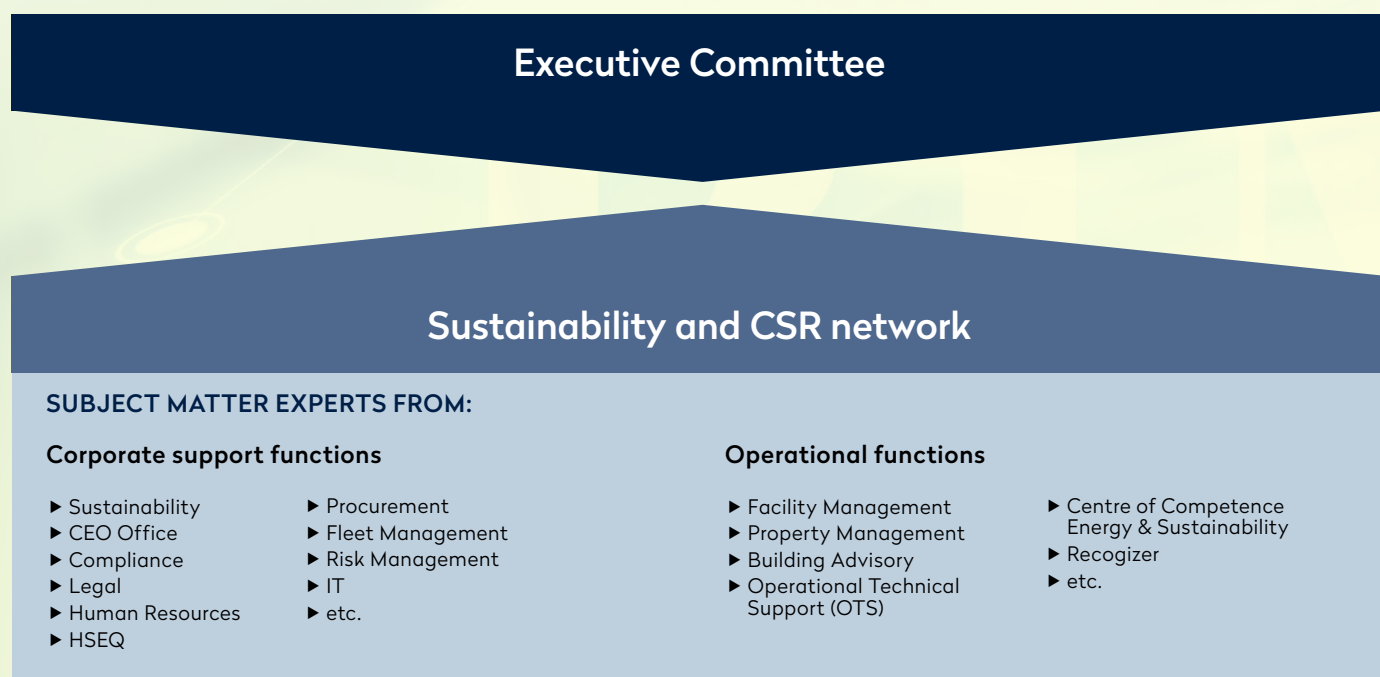 Executive Committee
Sustainability and CSR network
SUBJECT MATTER EXPERTS FROM:
Corporate support functions
▶ Sustainability
▶ CEO Office
▶ Compliance
▶ Legal
▶ Human Resources
▶ HSEQ
▶ Procurement
▶ Fleet Management
▶ Risk Management
▶ IT
▶ etc.
Operational functions
▶ Facility Management
▶ Property Management
▶ Building Advisory
▶ Operational Technical
Support (OTS)
▶ Centre of Competence
Energy & Sustainability
▶ Recogizer
▶ etc.